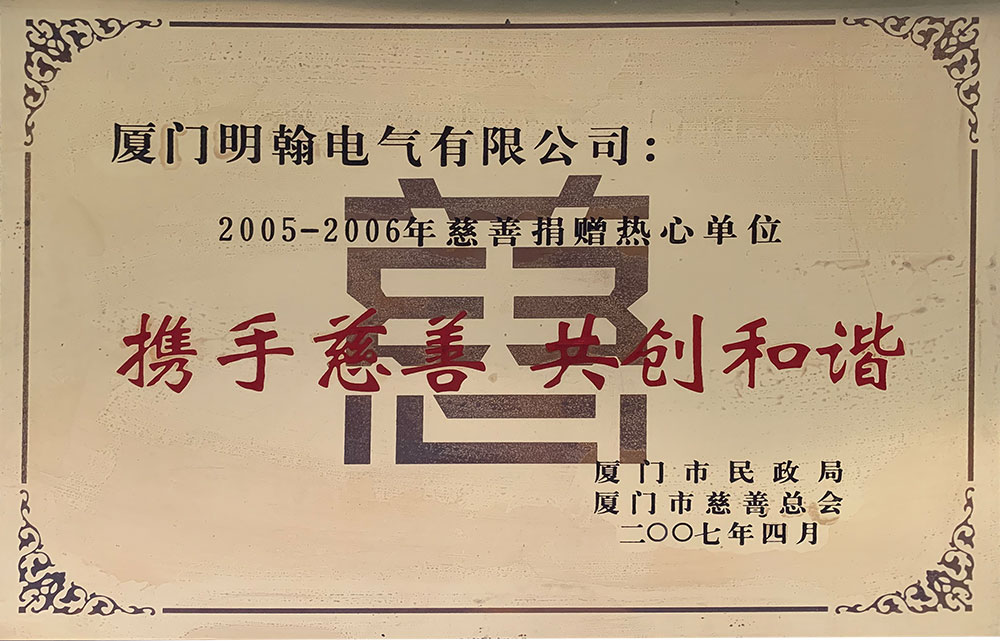 厦门明翰电气有限公司：
2005-2006年慈善捐赠热心单位
携手慈善 共创和谐
厦门市民政局
厦门市慈善总会
二〇〇七年四月